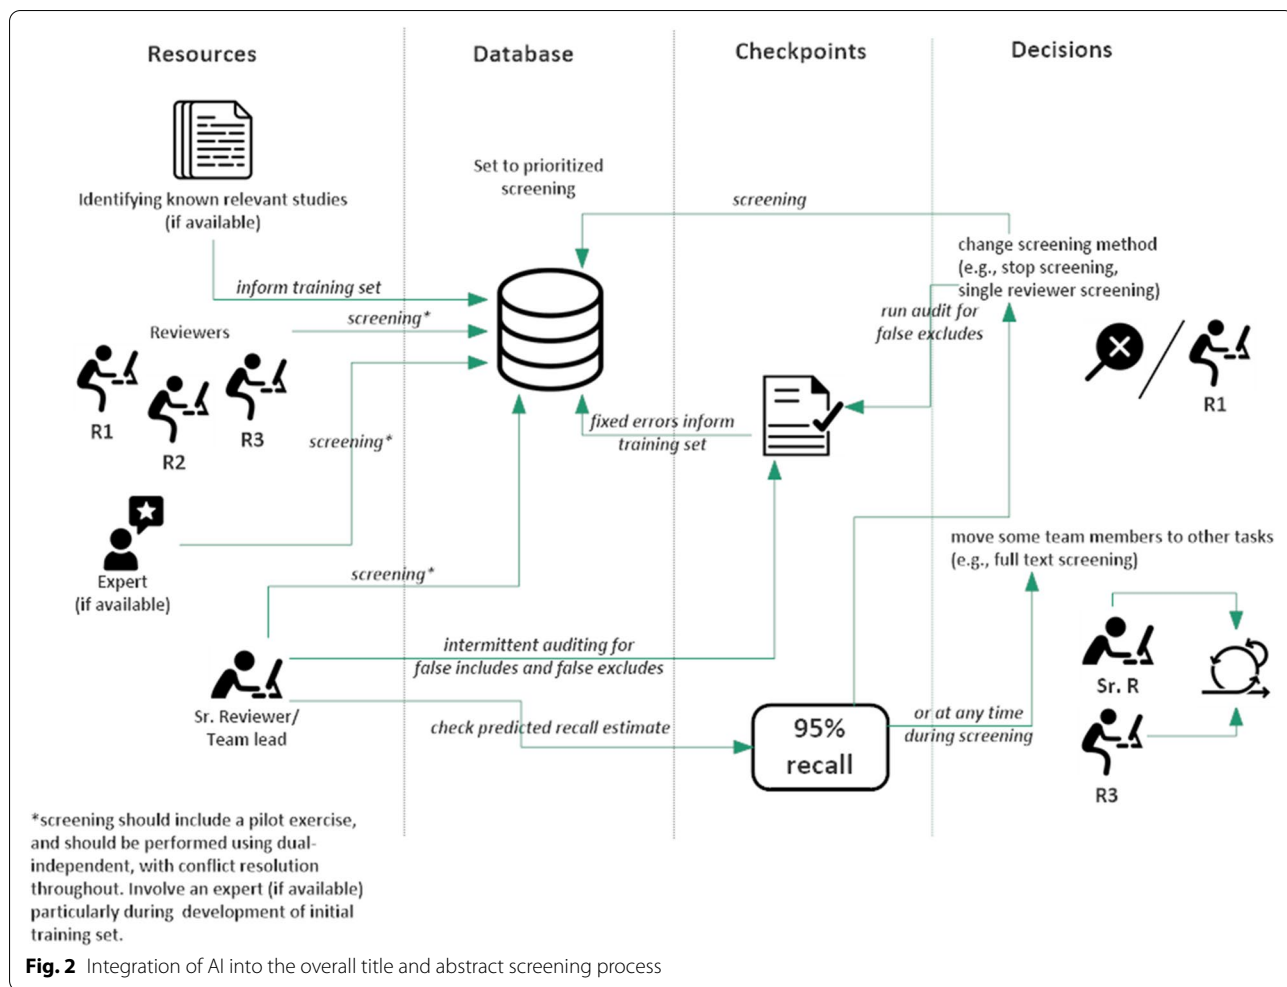 Resources
Database
Checkpoints
Decisions
Identifying known relevant studies
(if available)
Set to prioritized
screening
screening
change screening method
(e.g., stop screening,
single reviewer screening)
inform training set
Reviewers
screening*
R1
R2
R3
screening*
run audit for
false excludes
R1
fixed errors inform
training set
Expert
(if available)
screening*
move some team members to other tasks
(e.g., full text screening)
intermittent auditing for
false includes and false excludes
Sr. Reviewer/
Team lead
check predicted recall estimate
95%
recall
or at any time
during screening
Sr. R
R3
*screening should include a pilot exercise,
and should be performed using dual-
independent, with conflict resolution
throughout. Involve an expert (if available)
particularly during development of initial
training set.
Fig. 2 Integration of AI into the overall title and abstract screening process